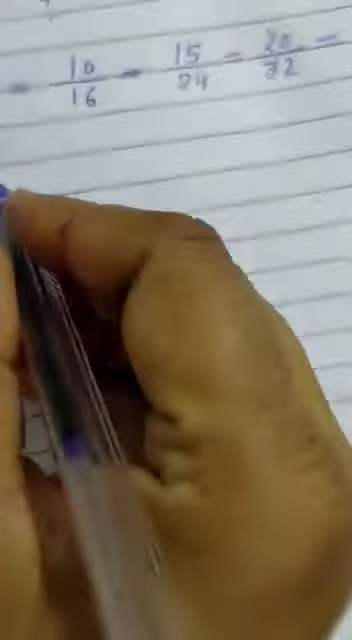 = 10/16 = 15/24 = 20/32 =